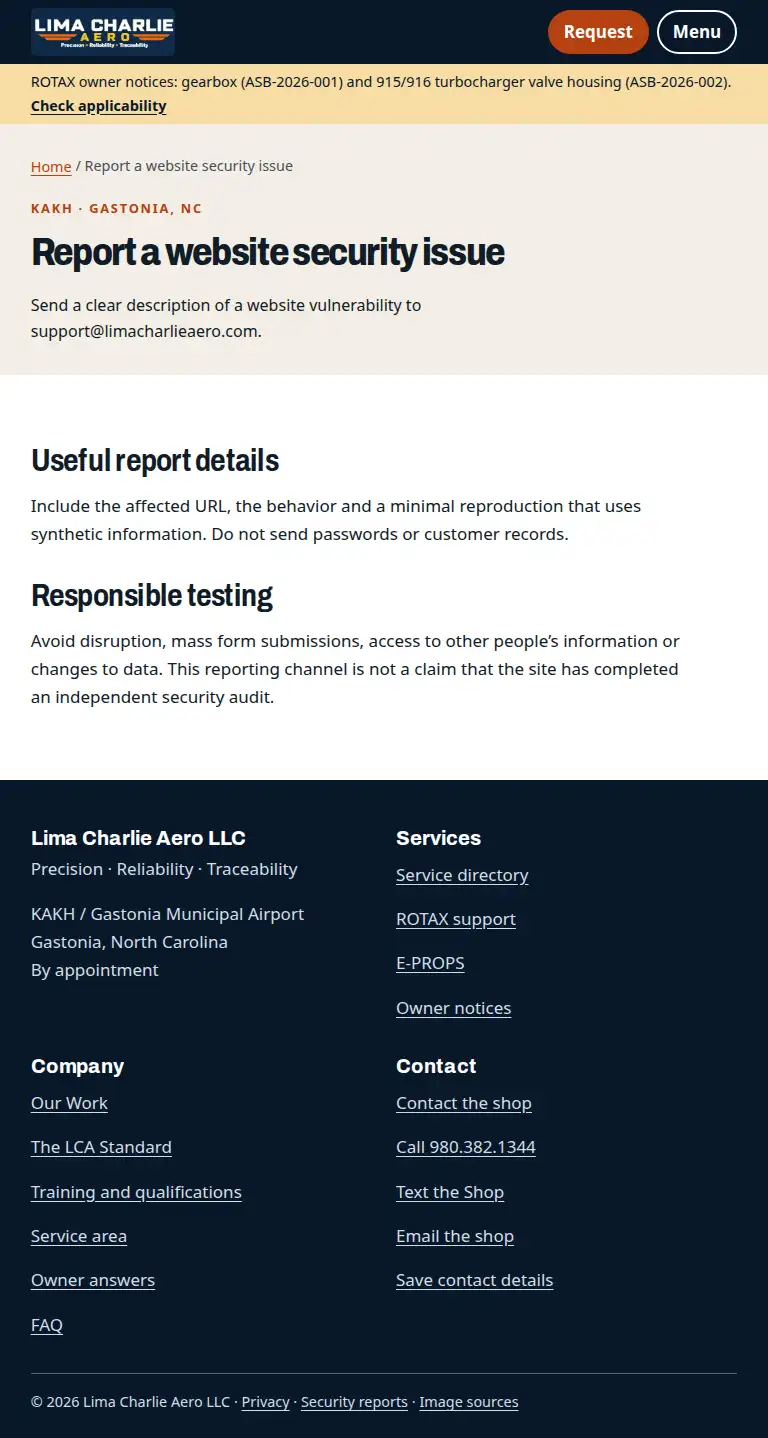 LIMA CHARLIE
AERO
Precision • Reliability • Traceability
Request
Menu
ROTAX owner notices: gearbox (ASB-2026-001) and 915/916 turbocharger valve housing (ASB-2026-002).
Check applicability
Home / Report a website security issue
KAKH · GASTONIA, NC
Report a website security issue
Send a clear description of a website vulnerability to
support@limacharlieaero.com.
Useful report details
Include the affected URL, the behavior and a minimal reproduction that uses
synthetic information. Do not send passwords or customer records.
Responsible testing
Avoid disruption, mass form submissions, access to other people’s information or
changes to data. This reporting channel is not a claim that the site has completed
an independent security audit.
Lima Charlie Aero LLC
Precision · Reliability · Traceability
KAKH / Gastonia Municipal Airport
Gastonia, North Carolina
By appointment
Services
Service directory
ROTAX support
E-PROPS
Owner notices
Company
Our Work
The LCA Standard
Training and qualifications
Service area
Owner answers
FAQ
Contact
Contact the shop
Call 980.382.1344
Text the Shop
Email the shop
Save contact details
© 2026 Lima Charlie Aero LLC · Privacy · Security reports · Image sources